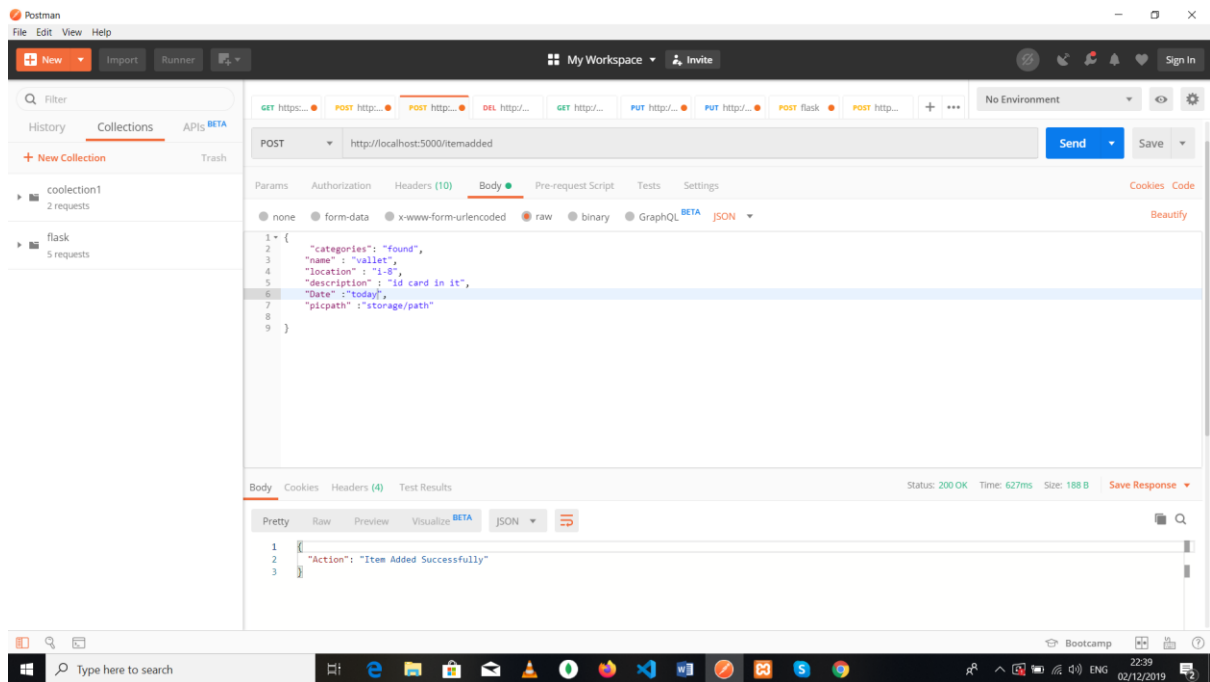 Postman
File Edit View Help
New Import Runner My Workspace Invite Sign In
Filter
History Collections APIs BETA
+ New Collection Trash
coolection1
2 requests
flask
5 requests
GET https:... POST http:... POST http:... DEL http:/... GET http:/... PUT http:/... PUT http:/... POST flask POST http... + ••• No Environment
POST http://localhost:5000/itemadded Send Save
Params Authorization Headers (10) Body Pre-request Script Tests Settings Cookies Code
none form-data x-www-form-urlencoded raw binary GraphQL BETA JSON Beautify
1 {
2 "categories": "found",
3 "name" : "vallet",
4 "location" : "i-8",
5 "description" : "id card in it",
6 "Date" :"today",
7 "picpath" :"storage/path"
8
9 }
Body Cookies Headers (4) Test Results Status: 200 OK Time: 627ms Size: 188 B Save Response
Pretty Raw Preview Visualize BETA JSON
1 {
2 "Action": "Item Added Successfully"
3 }
Bootcamp
Type here to search ENG 22:39
02/12/2019